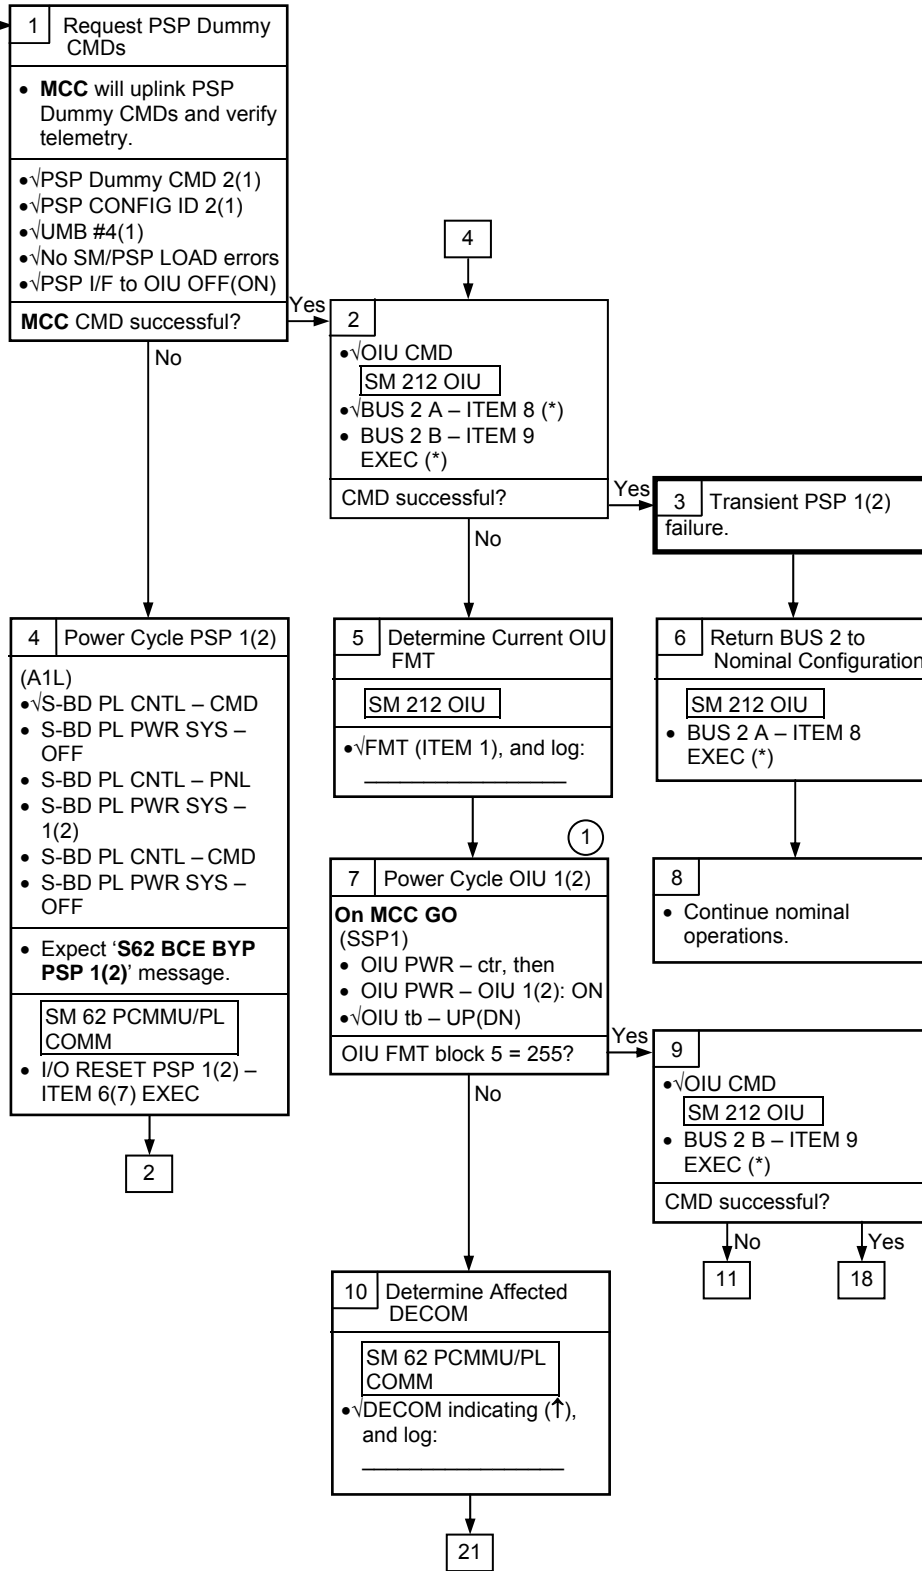 1 Request PSP Dummy
CMDs
• MCC will uplink PSP
Dummy CMDs and verify
telemetry.
•√PSP Dummy CMD 2(1)
•√PSP CONFIG ID 2(1)
•√UMB #4(1)
•√No SM/PSP LOAD errors
•√PSP I/F to OIU OFF(ON)
MCC CMD successful?
Yes
No
4
2
•√OIU CMD
SM 212 OIU
•√BUS 2 A – ITEM 8 (*)
• BUS 2 B – ITEM 9
EXEC (*)
CMD successful?
Yes
No
3 Transient PSP 1(2)
failure.
4 Power Cycle PSP 1(2)
(A1L)
•√S-BD PL CNTL – CMD
• S-BD PL PWR SYS –
OFF
• S-BD PL CNTL – PNL
• S-BD PL PWR SYS –
1(2)
• S-BD PL CNTL – CMD
• S-BD PL PWR SYS –
OFF
• Expect ‘S62 BCE BYP
PSP 1(2)’ message.
SM 62 PCMMU/PL
COMM
• I/O RESET PSP 1(2) –
ITEM 6(7) EXEC
2
5 Determine Current OIU
FMT
SM 212 OIU
•√FMT (ITEM 1), and log:
6 Return BUS 2 to
Nominal Configuration
SM 212 OIU
• BUS 2 A – ITEM 8
EXEC (*)
1
7 Power Cycle OIU 1(2)
On MCC GO
(SSP1)
• OIU PWR – ctr, then
• OIU PWR – OIU 1(2): ON
•√OIU tb – UP(DN)
OIU FMT block 5 = 255?
Yes
No
8
• Continue nominal
operations.
9
•√OIU CMD
SM 212 OIU
• BUS 2 B – ITEM 9
EXEC (*)
CMD successful?
No
Yes
11
18
10 Determine Affected
DECOM
SM 62 PCMMU/PL
COMM
•√DECOM indicating (↑),
and log:
21